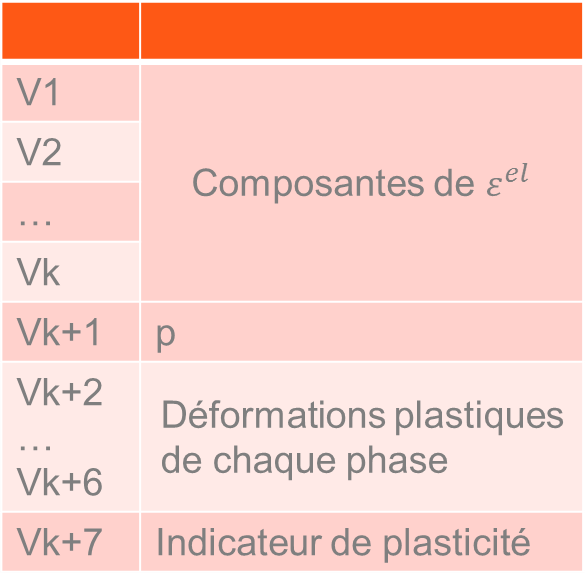 V1
V2
…
Vk
Composantes de εᵉˡ
Vk+1
p
Vk+2
…
Vk+6
Déformations plastiques
de chaque phase
Vk+7
Indicateur de plasticité